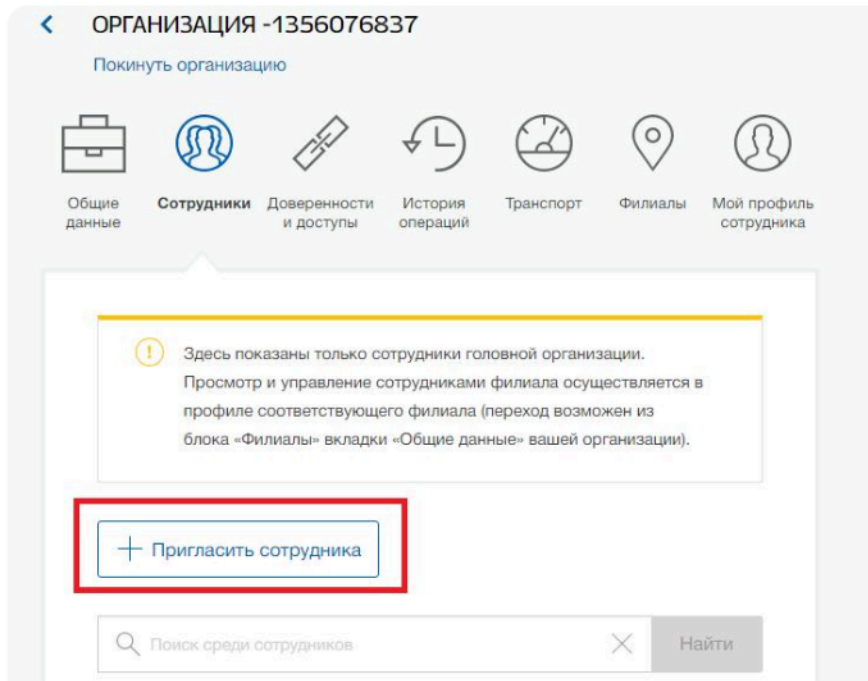 ОРГАНИЗАЦИЯ -1356076837
Покинуть организацию
Общие данные
Сотрудники
Доверенности и доступы
История операций
Транспорт
Филиалы
Мой профиль сотрудника
Здесь показаны только сотрудники головной организации.
Просмотр и управление сотрудниками филиала осуществляется в
профиле соответствующего филиала (переход возможен из
блока «Филиалы» вкладки «Общие данные» вашей организации).
Пригласить сотрудника
Поиск среди сотрудников
Найти